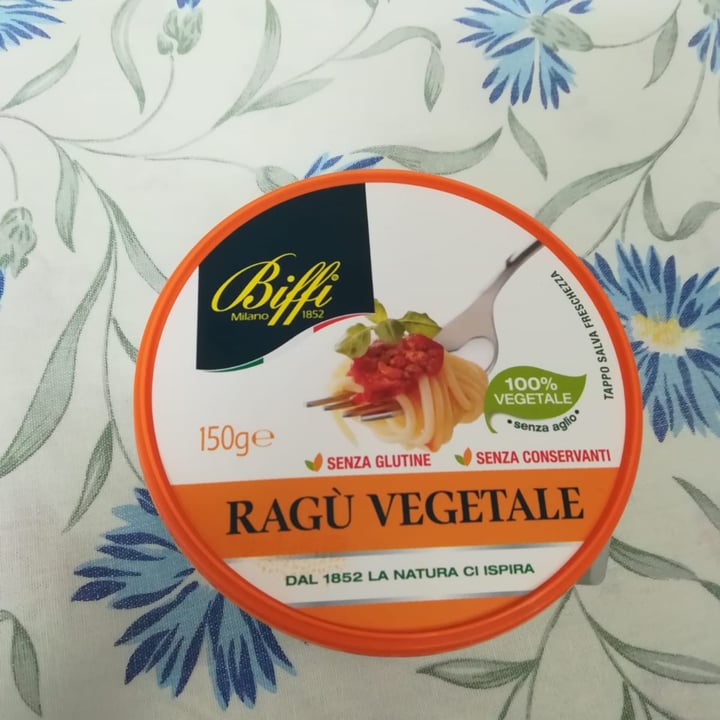 Biffi
Milano 1852
TAPPO SALVA FRESCHEZZA
100%
VEGETALE
•senza aglio•
150g℮
SENZA GLUTINE
SENZA CONSERVANTI
RAGÙ VEGETALE
DAL 1852 LA NATURA CI ISPIRA